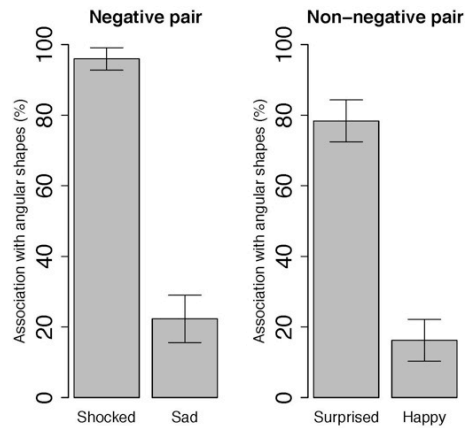 Negative pair
Association with angular shapes (%)
100
80
60
40
20
0
Shocked Sad
Non−negative pair
Association with angular shapes (%)
100
80
60
40
20
0
Surprised Happy